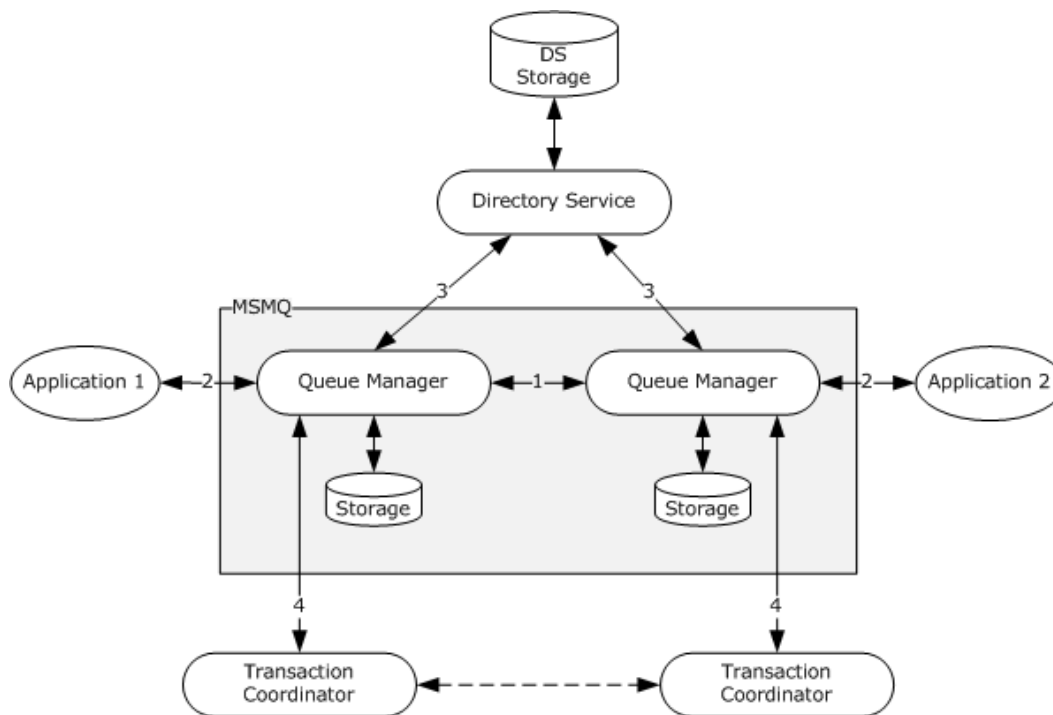 DS
Storage
Directory Service
3
3
MSMQ
Application 1
2
Queue Manager
1
Queue Manager
2
Application 2
Storage
Storage
4
4
Transaction
Coordinator
Transaction
Coordinator